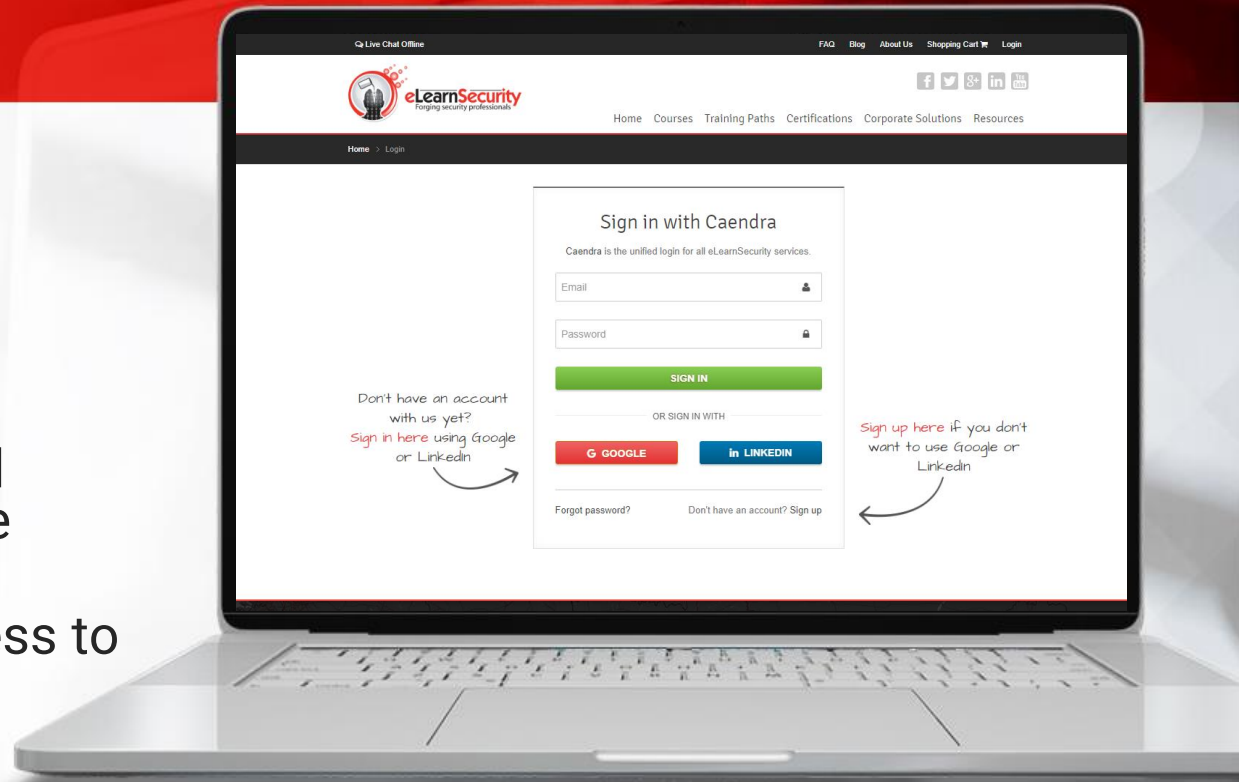 Live Chat Offline
FAQ Blog About Us Shopping Cart Login
eLearnSecurity
Forging security professionals
Home Courses Training Paths Certifications Corporate Solutions Resources
Home > Login
Sign in with Caendra
Caendra is the unified login for all eLearnSecurity services.
Email
Password
SIGN IN
OR SIGN IN WITH
G GOOGLE
in LINKEDIN
Forgot password?
Don't have an account? Sign up
Don't have an account
with us yet?
Sign in here using Google
or LinkedIn
Sign up here if you don't
want to use Google or
LinkedIn
to